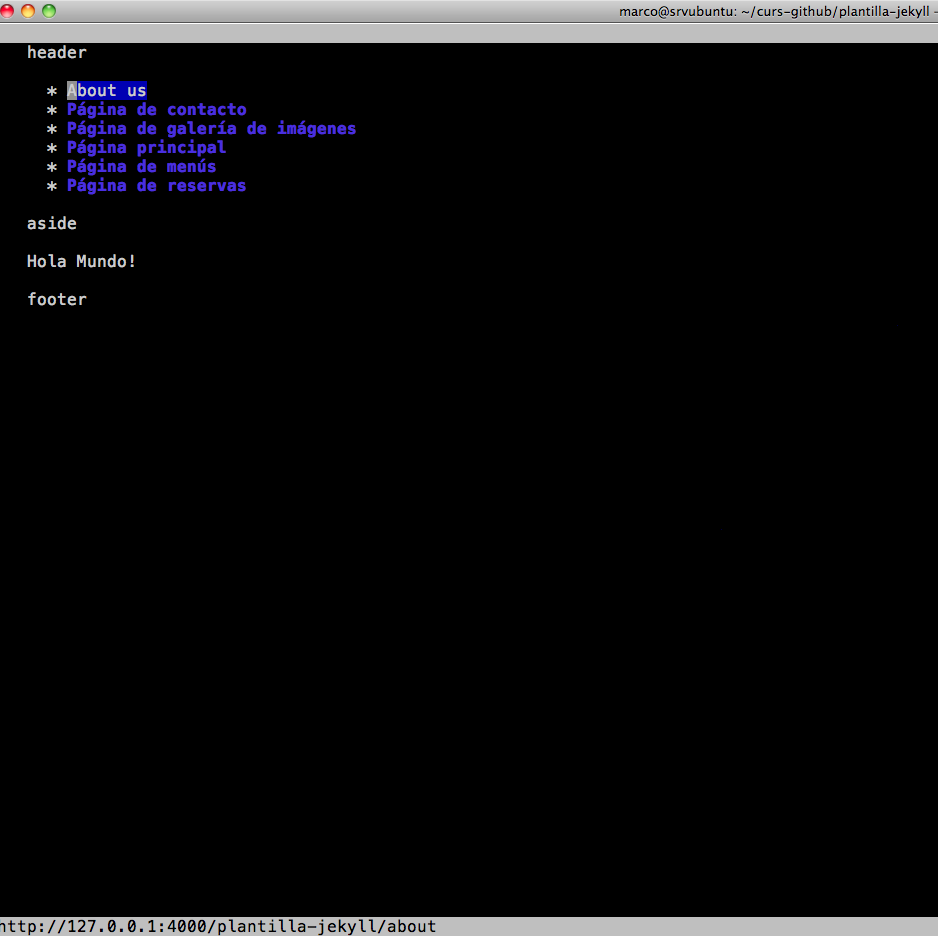 marco@srvubuntu: ~/curs-github/plantilla-jekyll –
header
* About us
* Página de contacto
* Página de galería de imágenes
* Página principal
* Página de menús
* Página de reservas
aside
Hola Mundo!
footer
http://127.0.0.1:4000/plantilla-jekyll/about